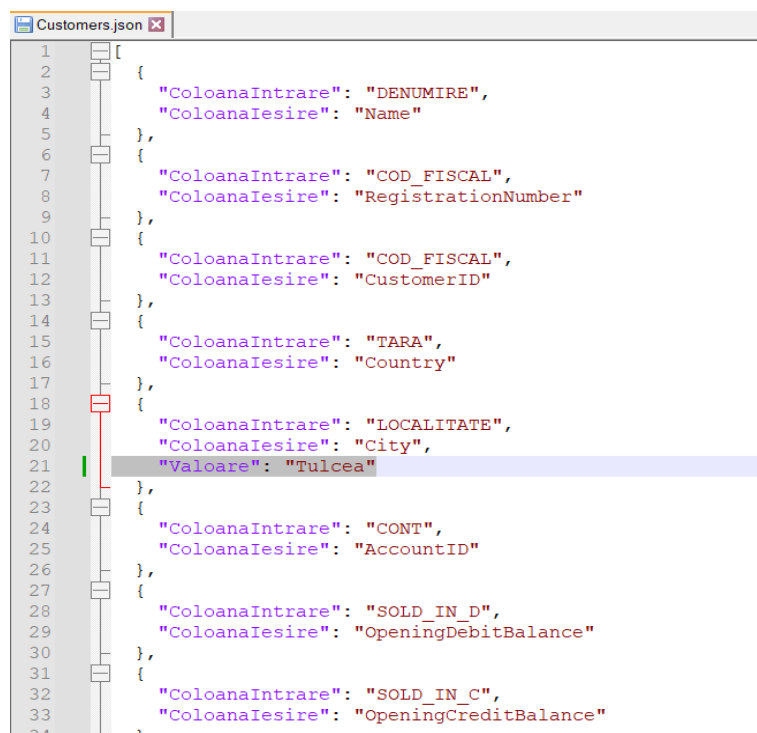 Customers.json
1 [
2 {
3 "ColoanaIntrare": "DENUMIRE",
4 "ColoanaIesire": "Name"
5 },
6 {
7 "ColoanaIntrare": "COD_FISCAL",
8 "ColoanaIesire": "RegistrationNumber"
9 },
10 {
11 "ColoanaIntrare": "COD_FISCAL",
12 "ColoanaIesire": "CustomerID"
13 },
14 {
15 "ColoanaIntrare": "TARA",
16 "ColoanaIesire": "Country"
17 },
18 {
19 "ColoanaIntrare": "LOCALITATE",
20 "ColoanaIesire": "City",
21 "Valoare": "Tulcea"
22 },
23 {
24 "ColoanaIntrare": "CONT",
25 "ColoanaIesire": "AccountID"
26 },
27 {
28 "ColoanaIntrare": "SOLD_IN_D",
29 "ColoanaIesire": "OpeningDebitBalance"
30 },
31 {
32 "ColoanaIntrare": "SOLD_IN_C",
33 "ColoanaIesire": "OpeningCreditBalance"